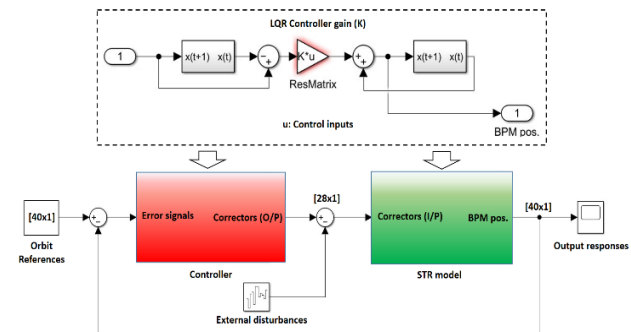 LQR Controller gain (K)
1
x(t+1) x(t)
K*u
x(t+1) x(t)
ResMatrix
1
BPM pos.
u: Control inputs
[40x1]
Orbit
References
Error signals
Correctors (O/P)
Controller
[28x1]
External disturbances
Correctors (I/P)
BPM pos.
STR model
[40x1]
Output responses